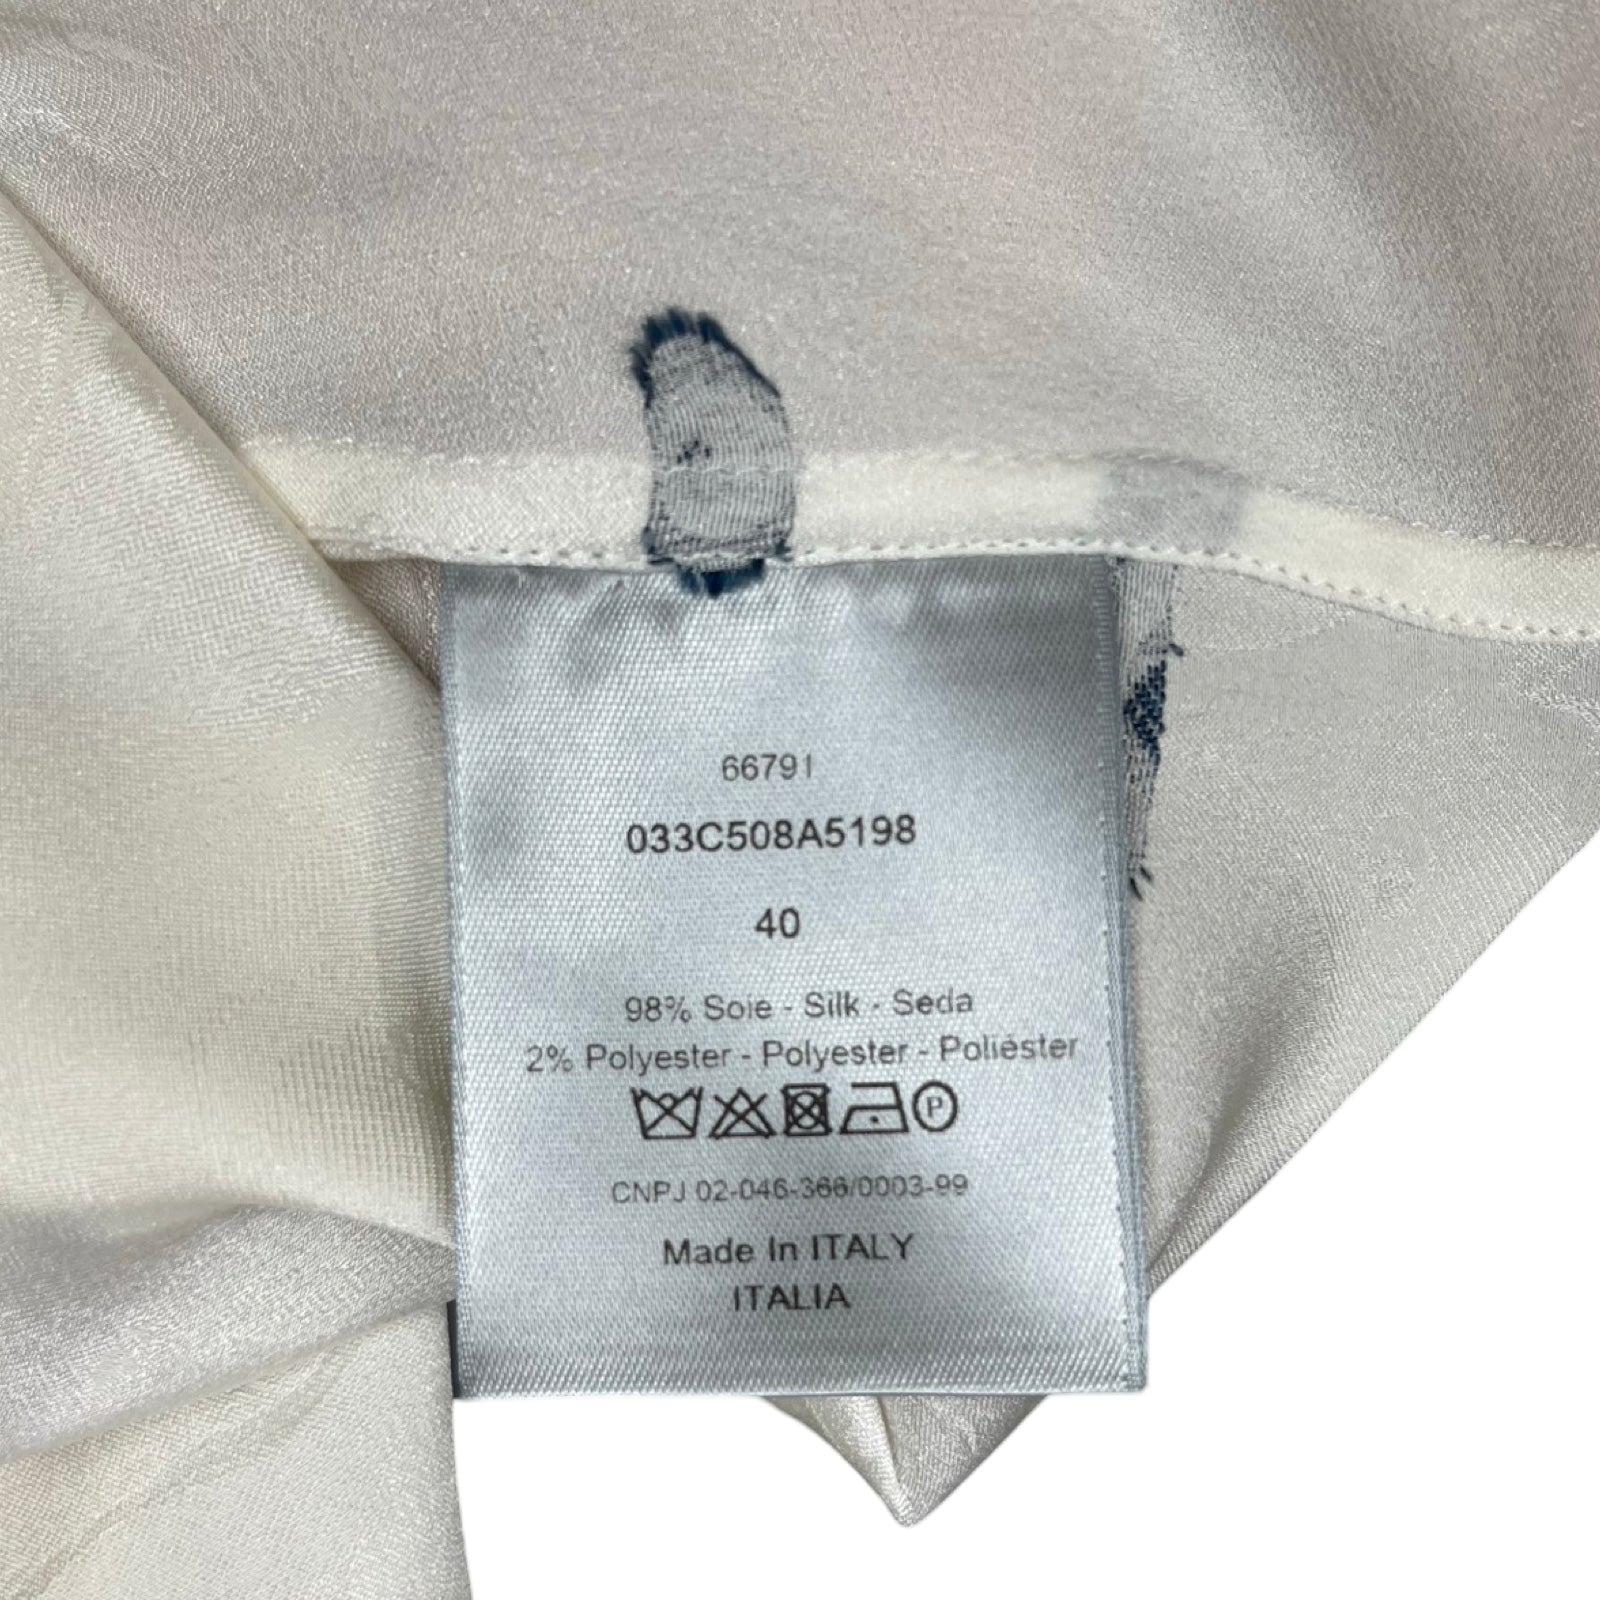 66791
033C508A5198
40
98% Soie - Silk - Seda
2% Polyester - Polyester - Poliéster
P
CNPJ 02-046-366/0003-99
Made In ITALY
ITALIA